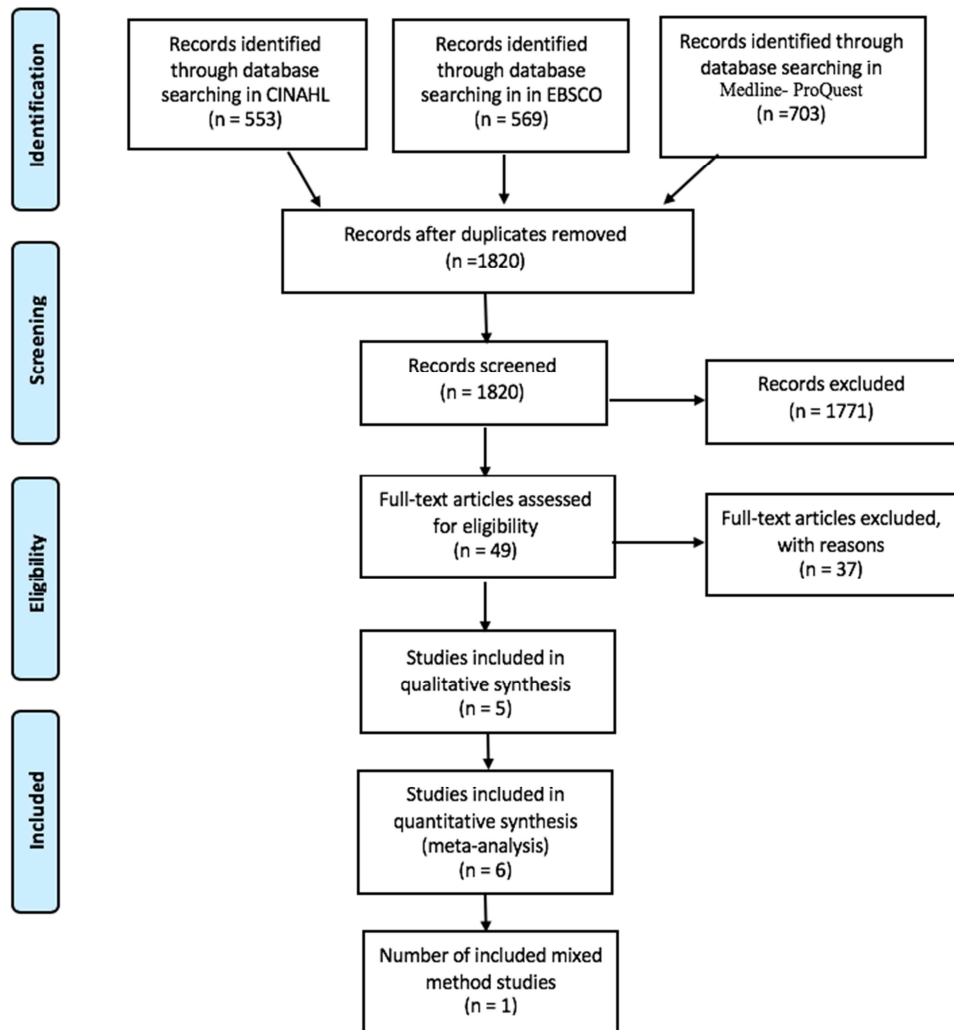 Identification
Records identified
through database
searching in CINAHL
(n = 553)
Records identified
through database
searching in in EBSCO
(n = 569)
Records identified through
database searching in
Medline- ProQuest
(n =703)
Records after duplicates removed
(n =1820)
Screening
Records screened
(n = 1820)
Records excluded
(n = 1771)
Eligibility
Full-text articles assessed
for eligibility
(n = 49)
Full-text articles excluded,
with reasons
(n = 37)
Studies included in
qualitative synthesis
(n = 5)
Included
Studies included in
quantitative synthesis
(meta-analysis)
(n = 6)
Number of included mixed
method studies
(n = 1)